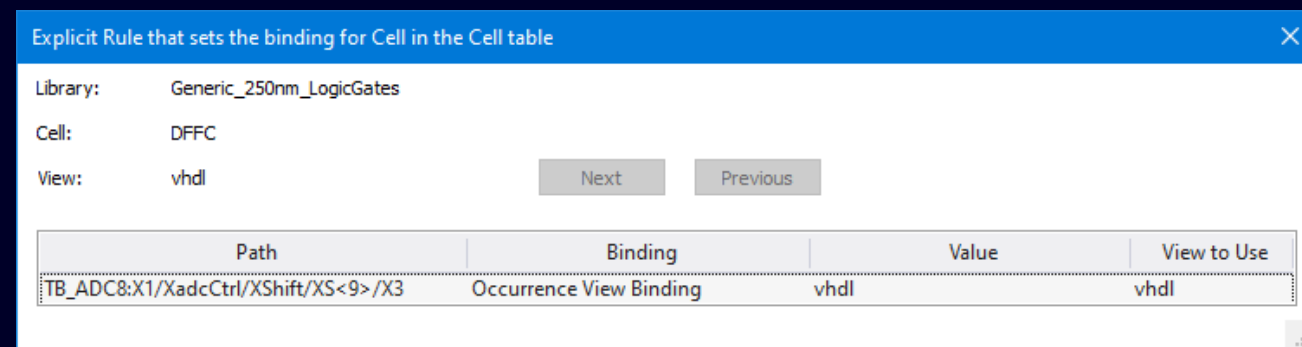 Explicit Rule that sets the binding for Cell in the Cell table
Library: Generic_250nm_LogicGates
Cell: DFFC
View: vhdl Next Previous
Path Binding Value View to Use
TB_ADC8:X1/XadcCtrl/XShift/XS<9>/X3 Occurrence View Binding vhdl vhdl